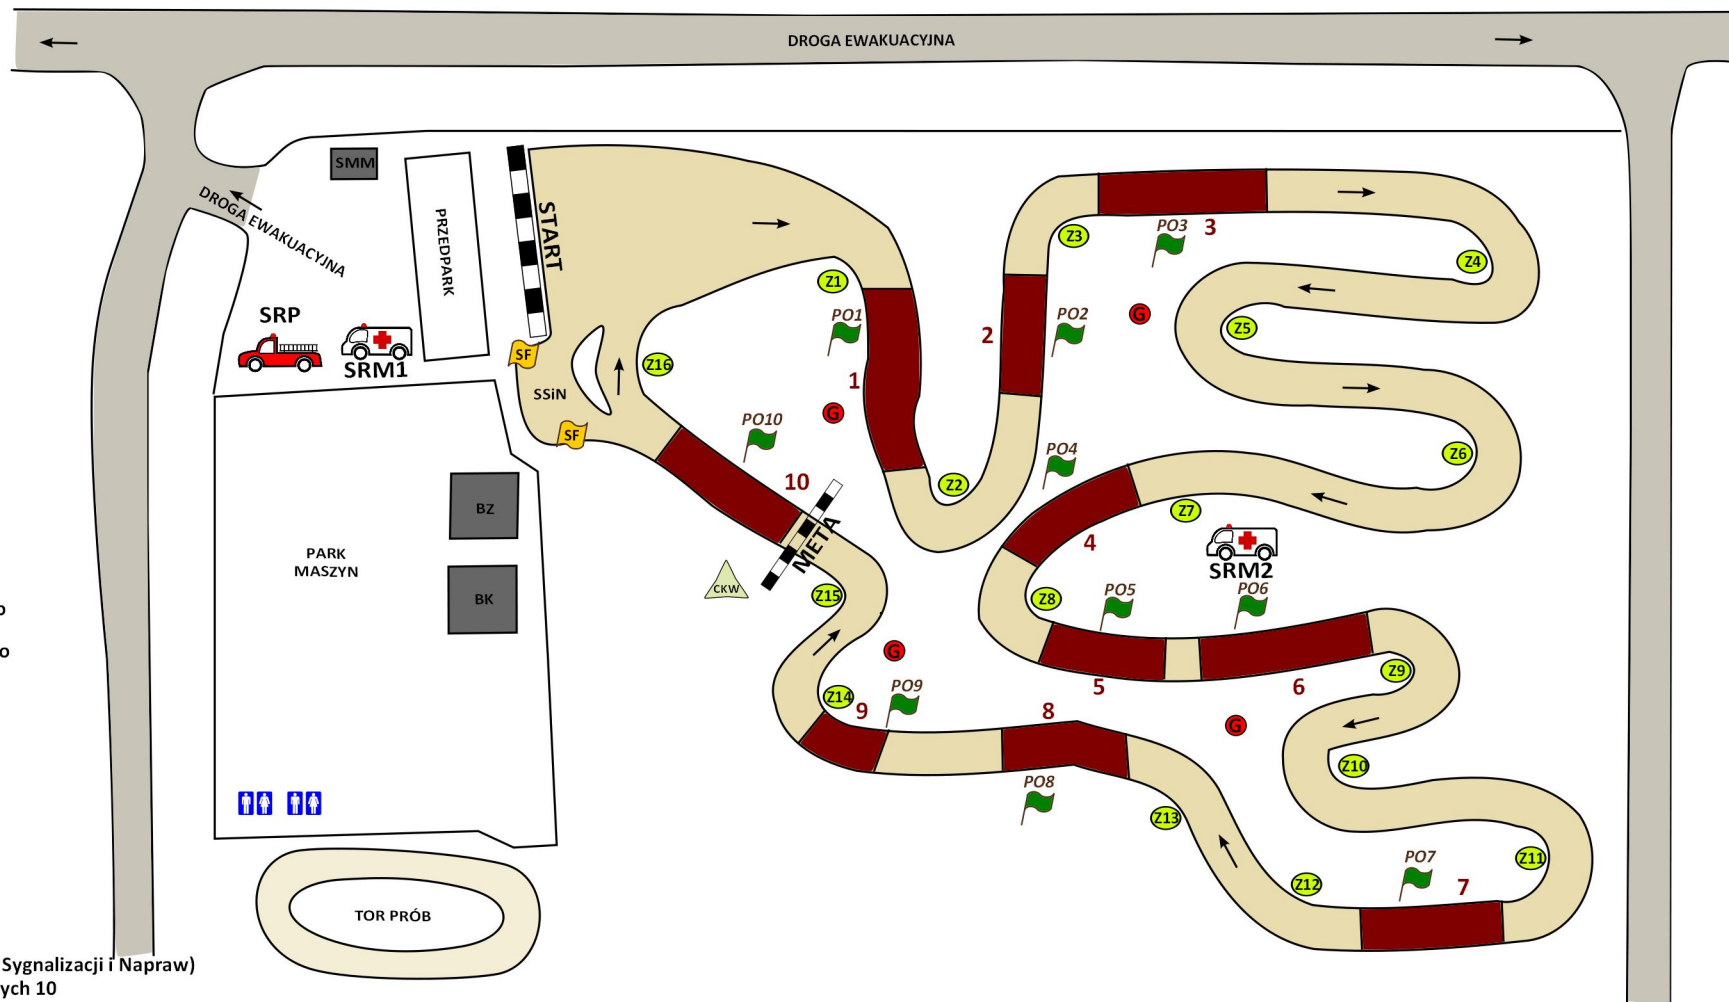 DROGA EWAKUACYJNA
SMM
PRZEDPARK
START
DROGA EWAKUACYJNA
SRP
SRM1
SF
SSiN
SF
Z16
Z1
PO1
1
G
PO10
10
META
CKW
Z15
Z2
2
PO2
Z3
PO3
3
G
Z4
Z5
Z6
PO4
4
Z7
SRM2
Z8
PO5
PO6
5
6
Z9
G
Z10
G
Z14
9
PO9
8
PO8
Z13
Z12
PO7
7
Z11
PARK
MASZYN
BZ
BK
TOR PRÓB
o
o
Sygnalizacji i Napraw)
ych 10